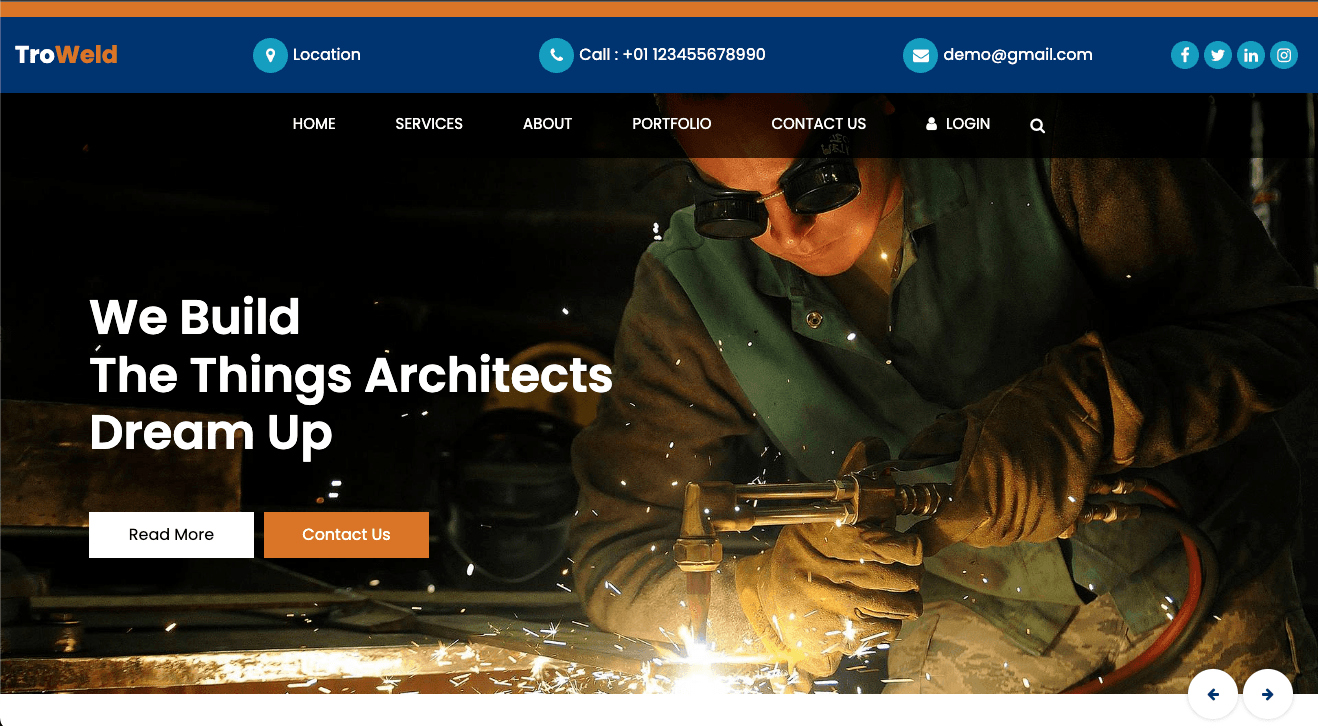 TroWeld
Location
Call : +01 123455678990
demo@gmail.com
HOME
SERVICES
ABOUT
PORTFOLIO
CONTACT US
LOGIN
We Build
The Things Architects
Dream Up
Read More
Contact Us